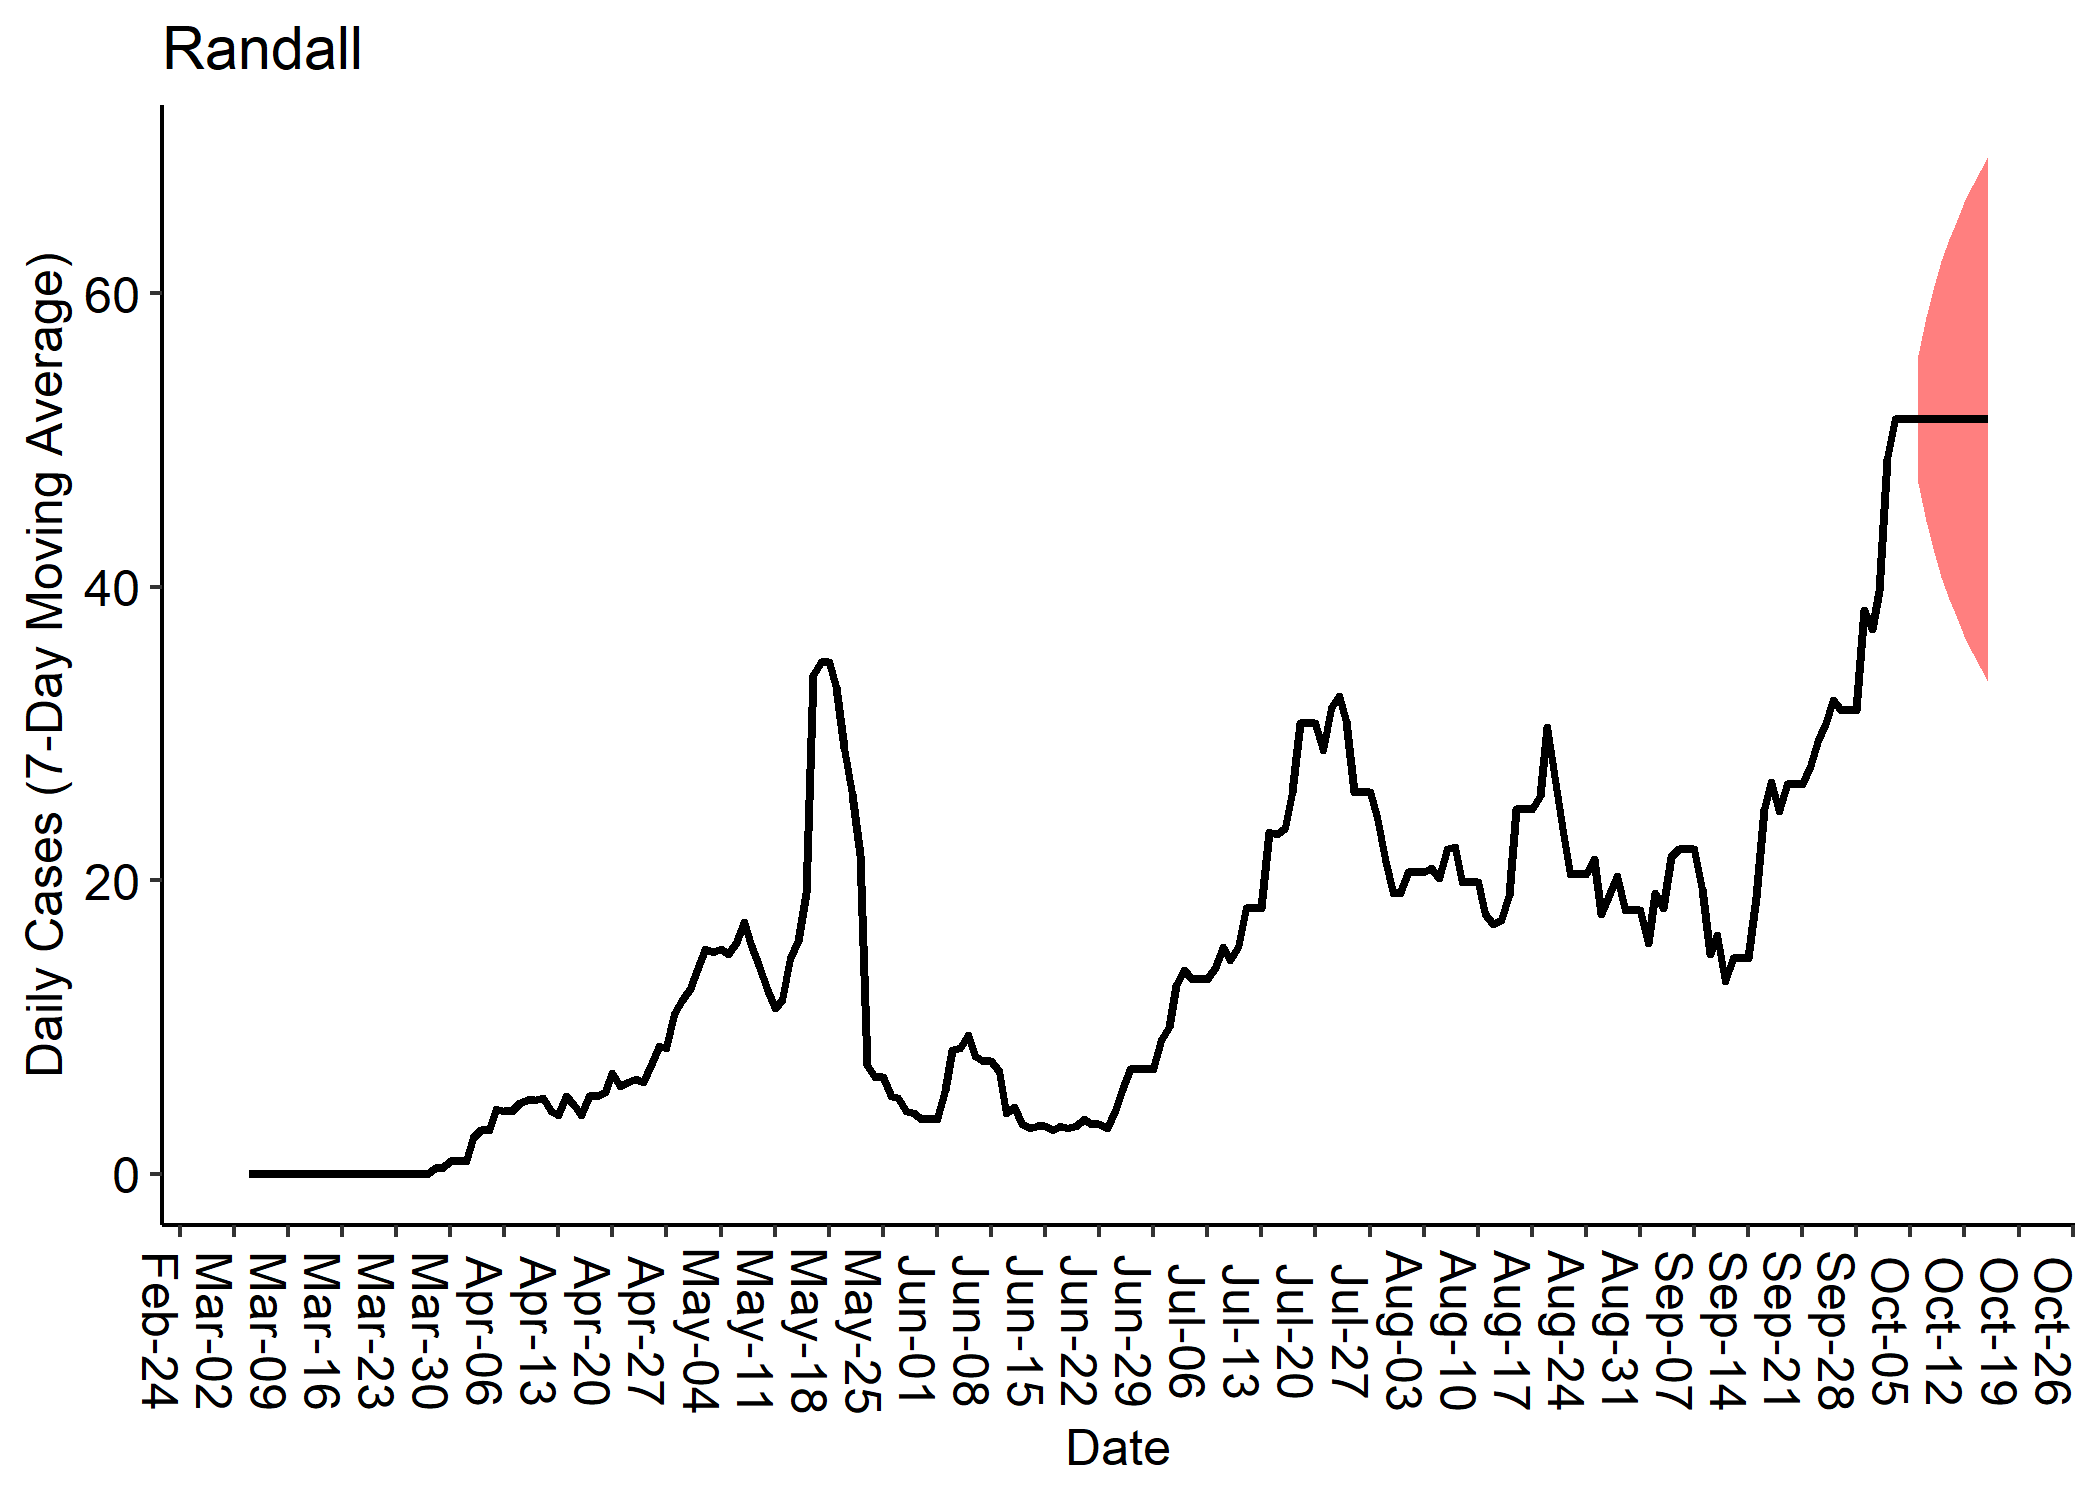 Randall
Daily Cases (7-Day Moving Average)
60
40
20
0
Feb-24
Mar-02
Mar-09
Mar-16
Mar-23
Mar-30
Apr-06
Apr-13
Apr-20
Apr-27
May-04
May-11
May-18
May-25
Jun-01
Jun-08
Jun-15
Jun-22
Jun-29
Jul-06
Jul-13
Jul-20
Jul-27
Aug-03
Aug-10
Aug-17
Aug-24
Aug-31
Sep-07
Sep-14
Sep-21
Sep-28
Oct-05
Oct-12
Oct-19
Oct-26
Date